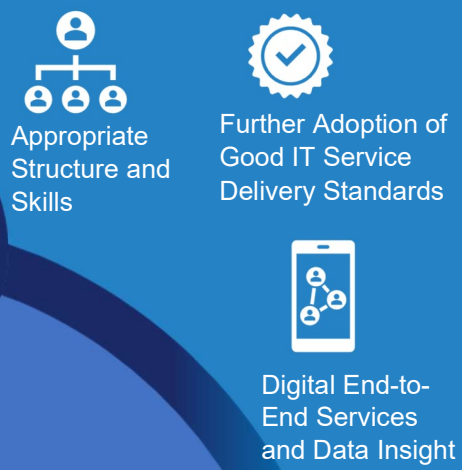 Appropriate
Structure and
Skills
Further Adoption of
Good IT Service
Delivery Standards
Digital End-to-
End Services
and Data Insight